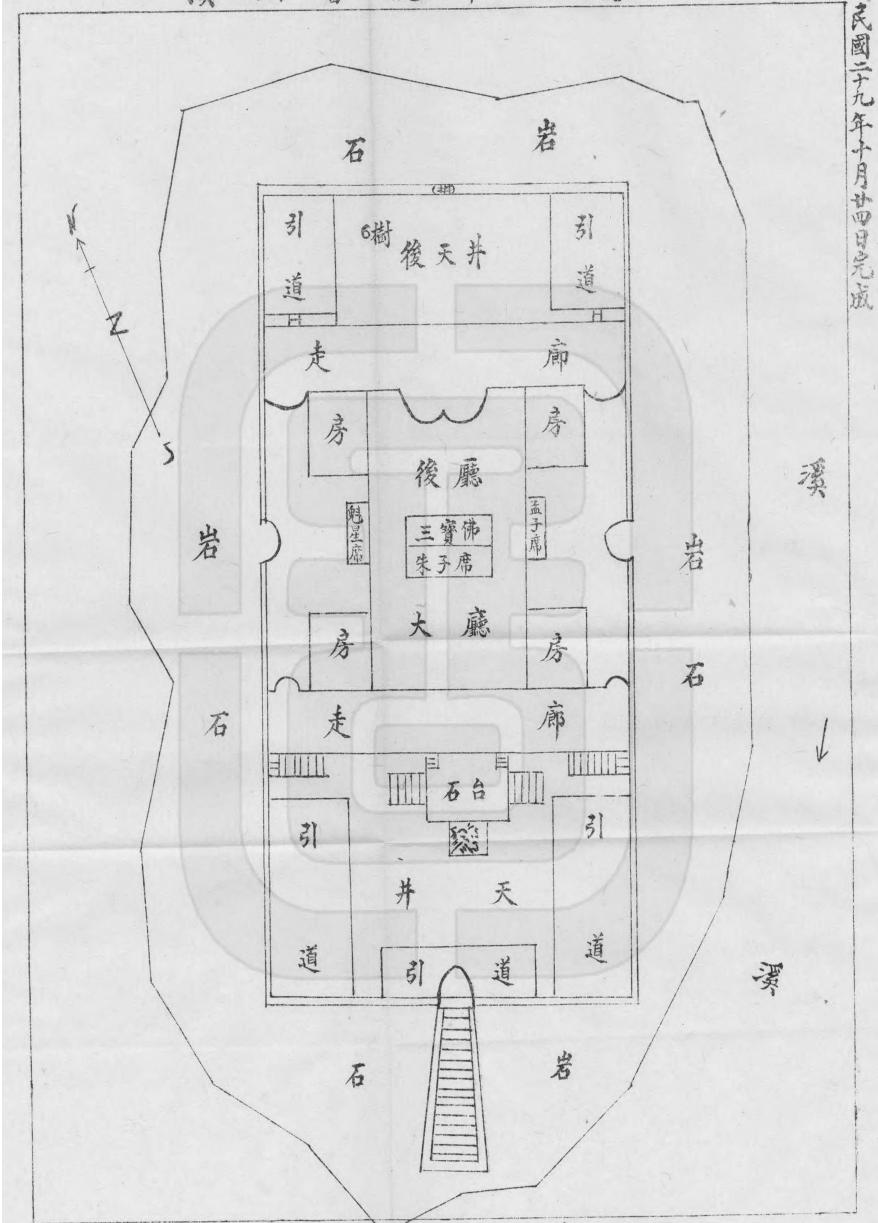 民國二十九年十月廿四日完成
岩 石
引道
6樹
後天井
引道
N
Z
S
走 廊
房
房
後廳
溪
魁星席
三寶佛
朱子席
孟子席
岩石
岩石
大廳
房
房
走 廊
石台
引道
引道
井 天
引 道
溪
石 岩